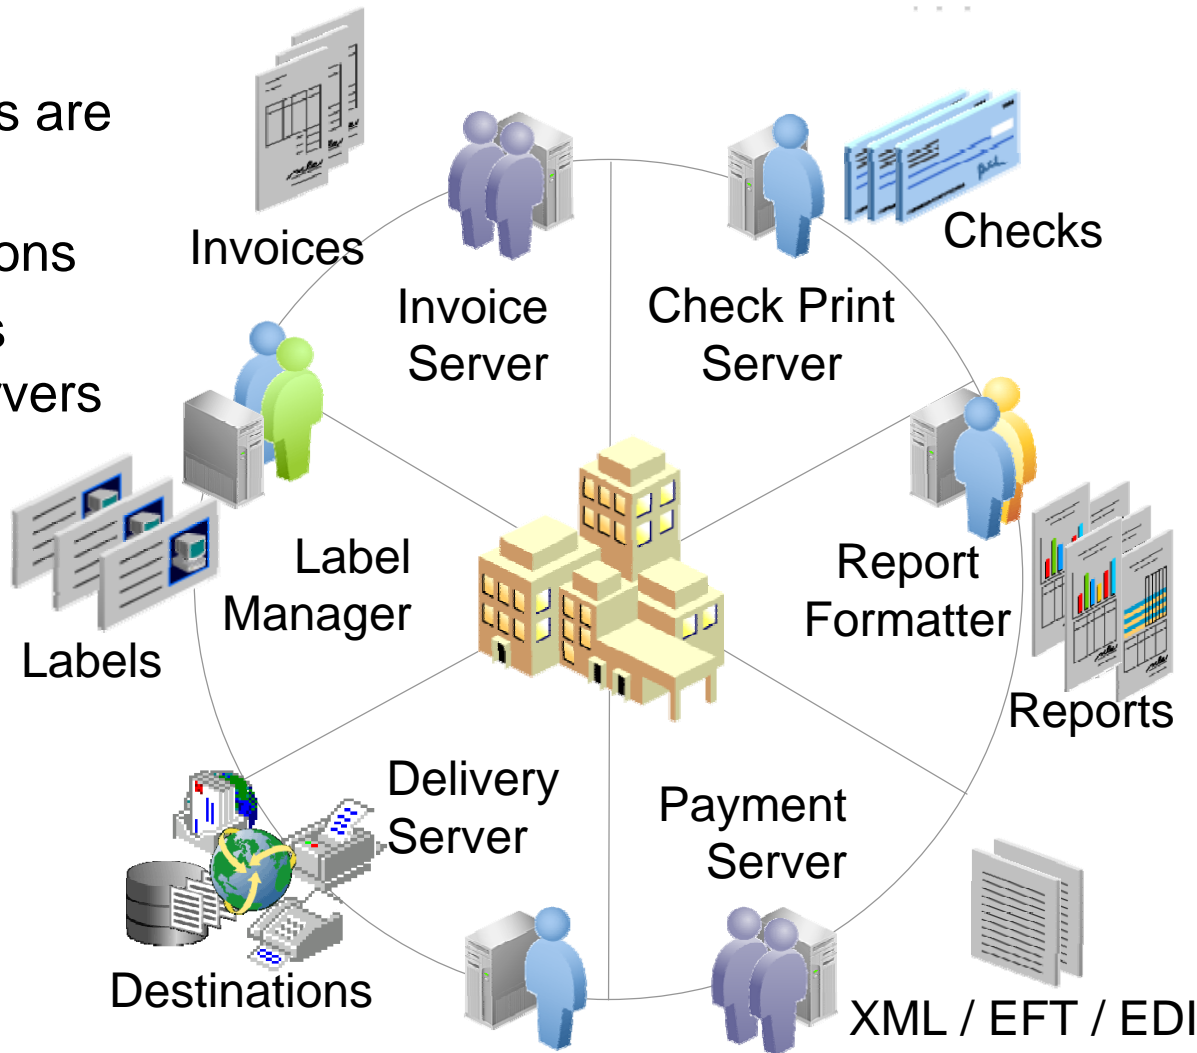 s are
ons
s
rvers
Invoices
Invoice
Server
Check Print
Server
Checks
Label
Manager
Labels
Report
Formatter
Reports
Delivery
Server
Payment
Server
Destinations
XML / EFT / EDI